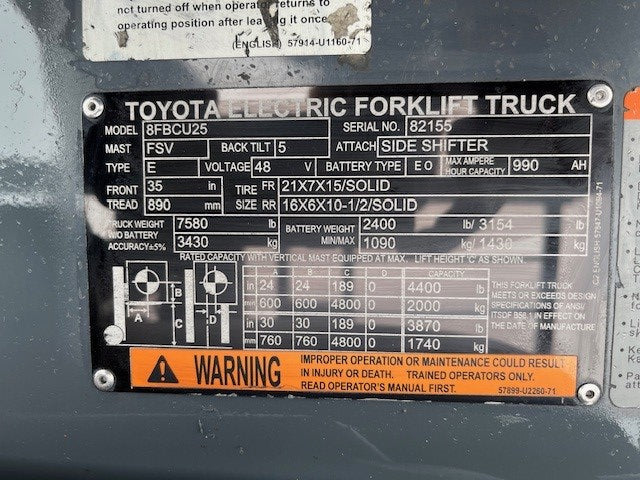 not turned off when operator returns to
operating position after leaving it once.
(ENGLISH) 57914-U1160-71
TOYOTA ELECTRIC FORKLIFT TRUCK
MODEL 8FBCU25 SERIAL NO. 82155
MAST FSV BACK TILT 5 ATTACH SIDE SHIFTER
TYPE E VOLTAGE 48 V BATTERY TYPE E O MAX AMPERE HOUR CAPACITY 990 AH
FRONT TREAD 35 in TIRE SIZE FR 21X7X15/SOLID
890 mm RR 16X6X10-1/2/SOLID
TRUCK WEIGHT W/O BATTERY ACCURACY±5% 7580 lb BATTERY WEIGHT MIN/MAX 2400 lb/ 3154 lb
3430 kg 1090 kg/ 1430 kg
RATED CAPACITY WITH VERTICAL MAST EQUIPPED AT MAX. LIFT HEIGHT 'C' AS SHOWN.
A B C D CAPACITY
in 24 24 189 0 4400 lb
mm 600 600 4800 0 2000 kg
in 30 30 189 0 3870 lb
mm 760 760 4800 0 1740 kg
A B C D
THIS FORKLIFT TRUCK
MEETS OR EXCEEDS DESIGN
SPECIFICATIONS OF ANSI/
ITSDF B56.1 EFFECTIVE ON
THE DATE OF MANUFACTURE
WARNING
IMPROPER OPERATION OR MAINTENANCE COULD RESULT
IN INJURY OR DEATH. TRAINED OPERATORS ONLY.
READ OPERATOR'S MANUAL FIRST.
57899-U2260-71